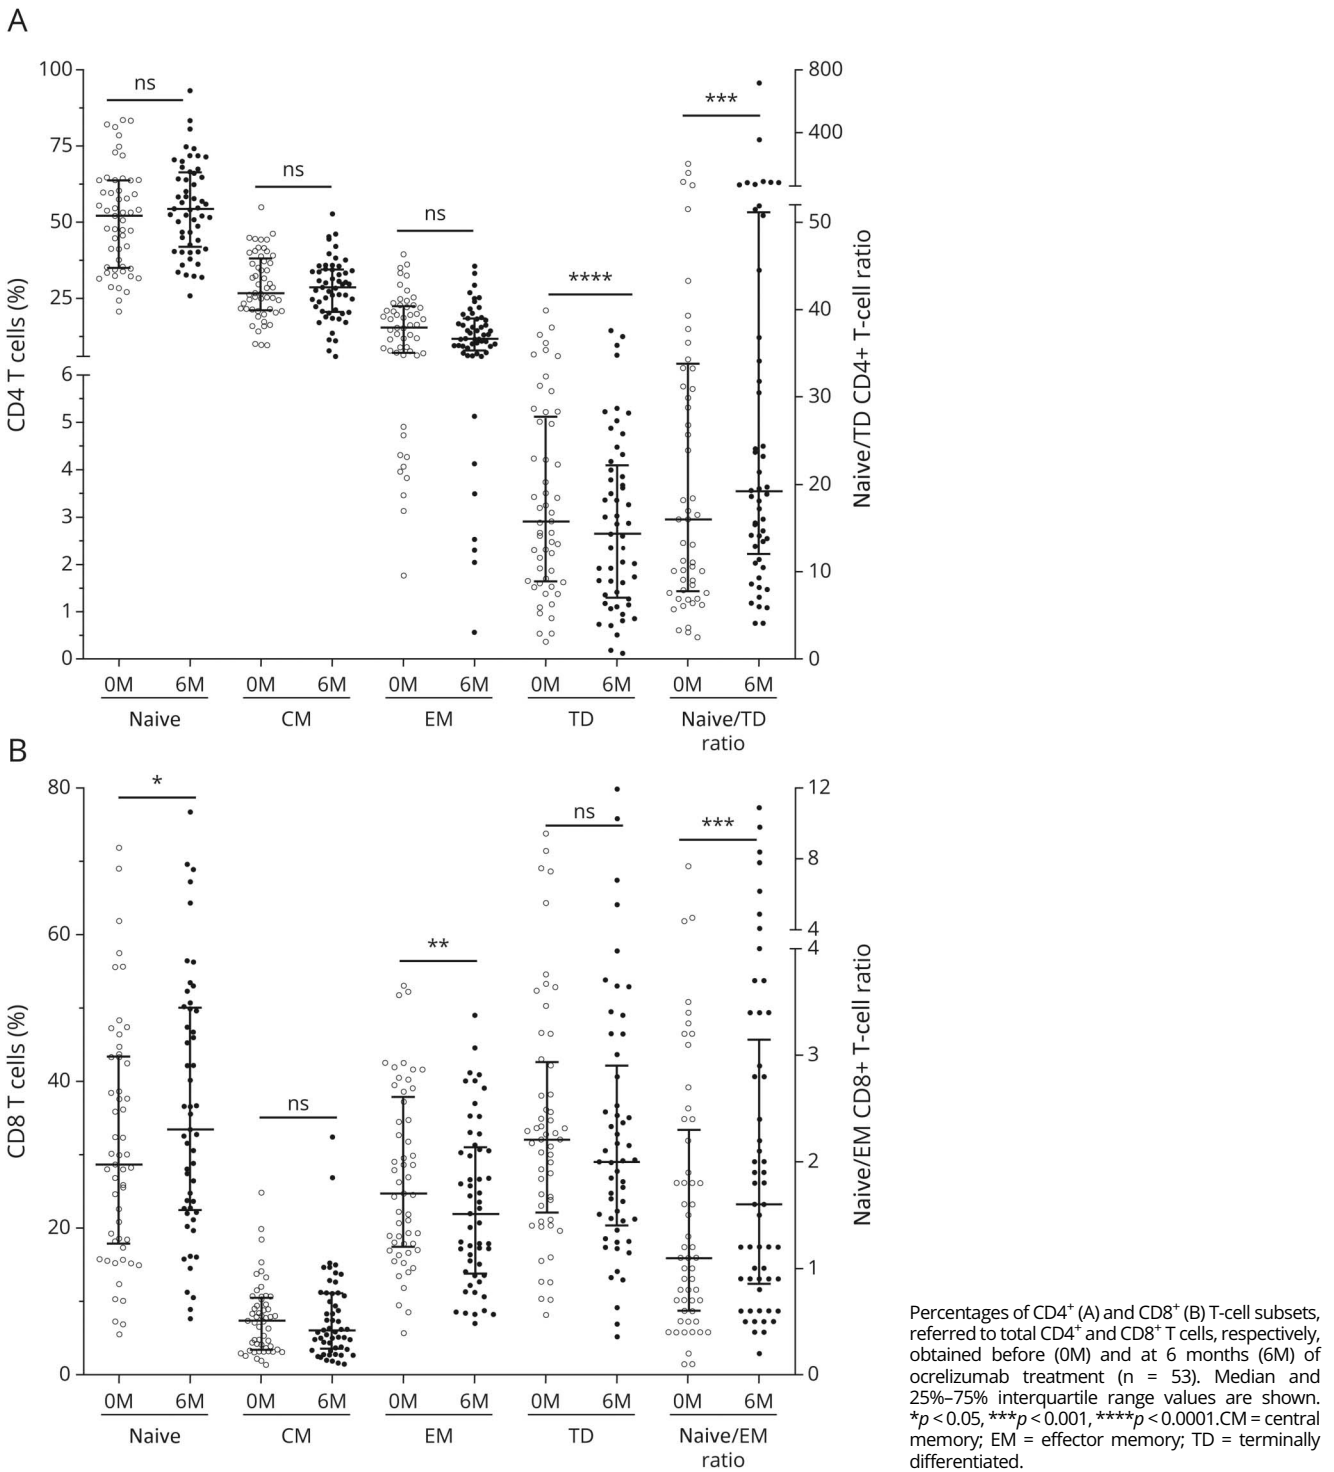 A
100
75
50
25
6
5
4
3
2
1
0
CD4 T cells (%)
ns
ns
ns
****
***
800
400
50
40
30
20
10
0
Naive/TD CD4+ T-cell ratio
0M 6M 0M 6M 0M 6M 0M 6M 0M 6M
Naive CM EM TD Naive/TD
ratio
B
80
60
40
20
0
CD8 T cells (%)
*
ns
**
ns
***
12
8
4
4
3
2
1
0
Naive/EM CD8+ T-cell ratio
0M 6M 0M 6M 0M 6M 0M 6M 0M 6M
Naive CM EM TD Naive/EM
ratio
Percentages of CD4⁺ (A) and CD8⁺ (B) T-cell subsets,
referred to total CD4⁺ and CD8⁺ T cells, respectively,
obtained before (0M) and at 6 months (6M) of
ocrelizumab treatment (n = 53). Median and
25%–75% interquartile range values are shown.
*p < 0.05, ***p < 0.001, ****p < 0.0001.CM = central
memory; EM = effector memory; TD = terminally
differentiated.